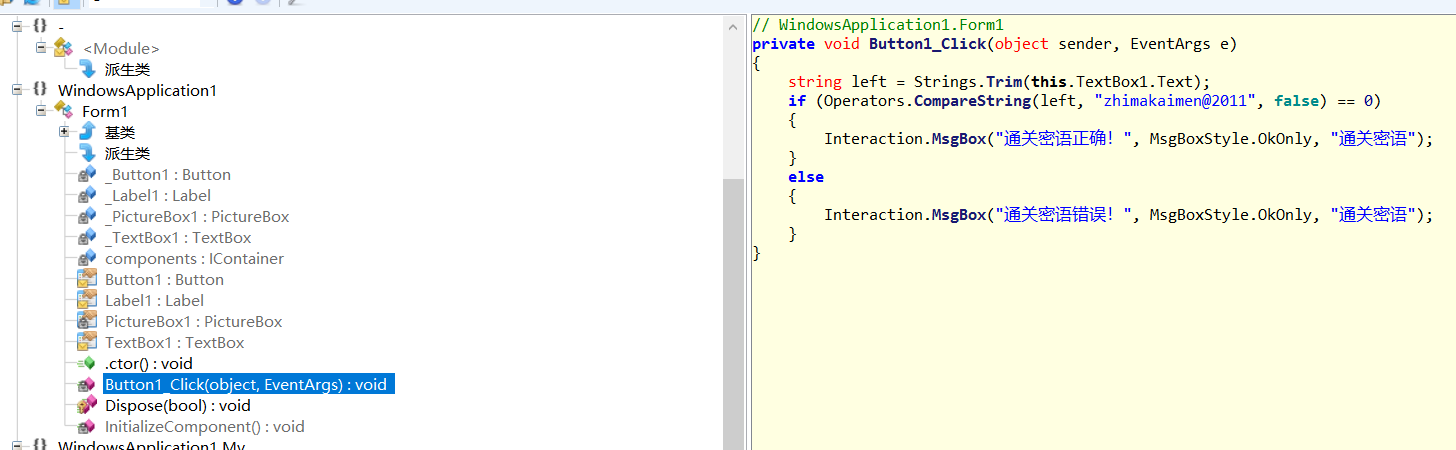 {} -
<Module>
派生类
{} WindowsApplication1
Form1
基类
派生类
_Button1 : Button
_Label1 : Label
_PictureBox1 : PictureBox
_TextBox1 : TextBox
components : IContainer
Button1 : Button
Label1 : Label
PictureBox1 : PictureBox
TextBox1 : TextBox
.ctor() : void
Button1_Click(object, EventArgs) : void
Dispose(bool) : void
InitializeComponent() : void
{} WindowsApplication1.My
// WindowsApplication1.Form1
private void Button1_Click(object sender, EventArgs e)
{
    string left = Strings.Trim(this.TextBox1.Text);
    if (Operators.CompareString(left, "zhimakaimen@2011", false) == 0)
    {
        Interaction.MsgBox("通关密语正确！", MsgBoxStyle.OkOnly, "通关密语");
    }
    else
    {
        Interaction.MsgBox("通关密语错误！", MsgBoxStyle.OkOnly, "通关密语");
    }
}